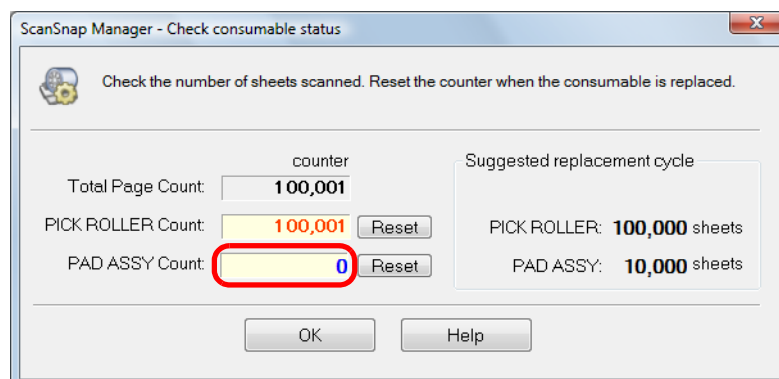 ScanSnap Manager - Check consumable status
Check the number of sheets scanned. Reset the counter when the consumable is replaced.
counter
Total Page Count: 100,001
PICK ROLLER Count: 100,001 Reset
PAD ASSY Count: 0 Reset
Suggested replacement cycle
PICK ROLLER: 100,000 sheets
PAD ASSY: 10,000 sheets
OK Help